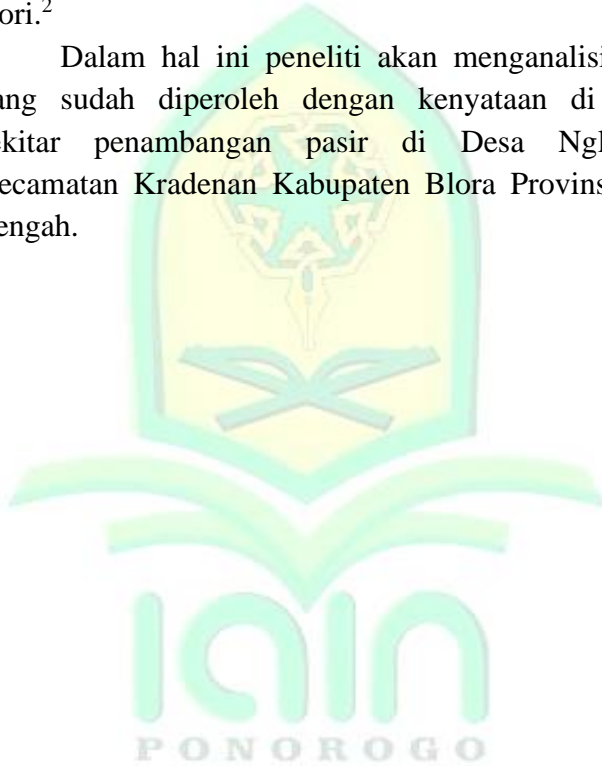 ori.²
Dalam hal ini peneliti akan menganalisi
ang sudah diperoleh dengan kenyataan di
ekitar penambangan pasir di Desa Ngl
ecamatan Kradenan Kabupaten Blora Provins
engah.
iain
PONOROGO